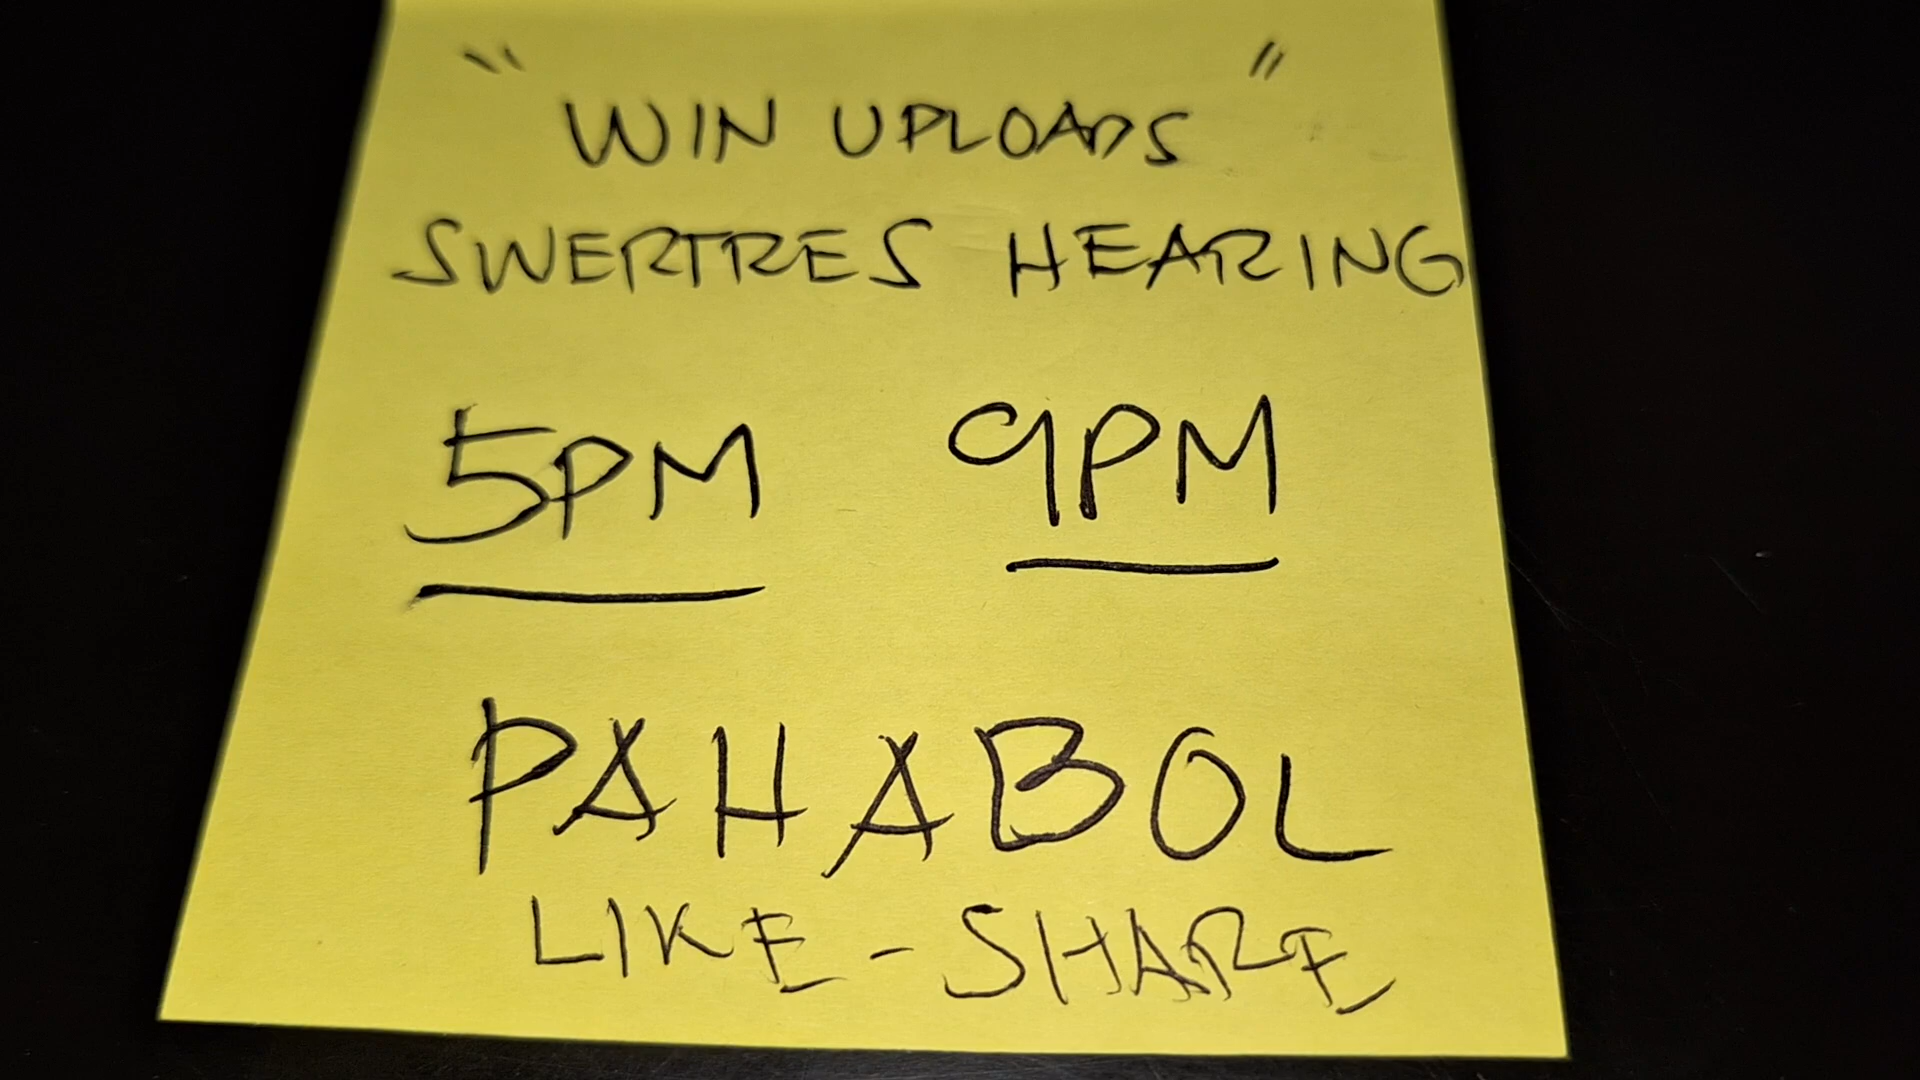 " WIN UPLOADS "
SWERTRES HEARING
5PM 9PM
PAHABOL
LIKE - SHARE